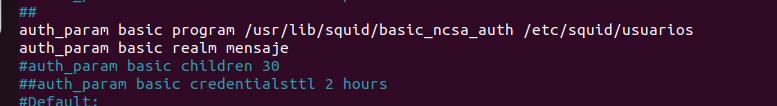 ##
auth_param basic program /usr/lib/squid/basic_ncsa_auth /etc/squid/usuarios
auth_param basic realm mensaje
#auth_param basic children 30
##auth_param basic credentialsttl 2 hours
#Default: